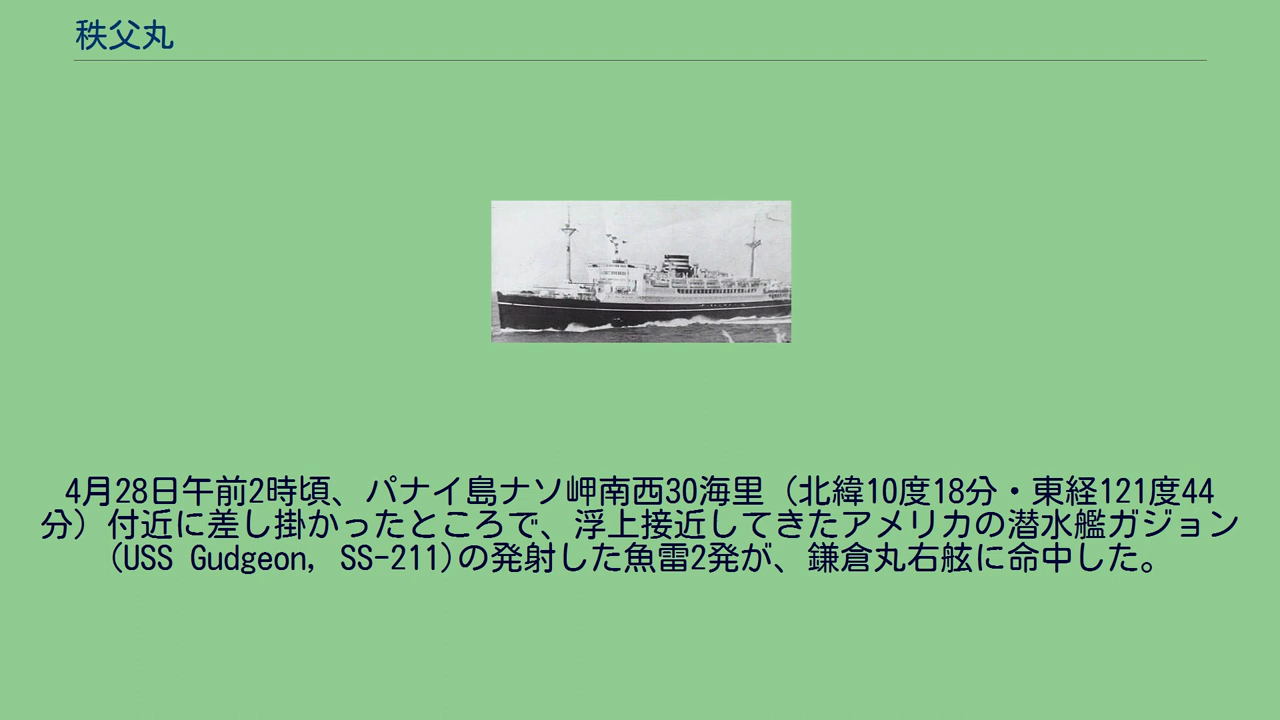 秩父丸
4月28日午前2時頃、パナイ島ナソ岬南西30海里（北緯10度18分・東経121度44
分）付近に差し掛かったところで、浮上接近してきたアメリカの潜水艦ガジョン
(USS Gudgeon, SS-211)の発射した魚雷2発が、鎌倉丸右舷に命中した。